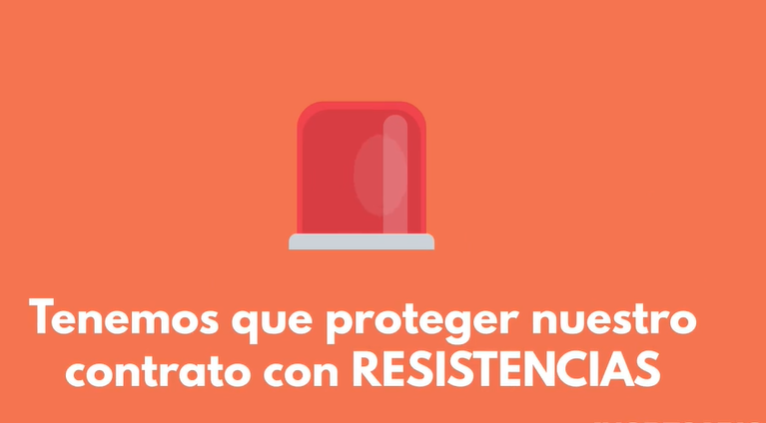 Tenemos que proteger nuestro
contrato con RESISTENCIAS